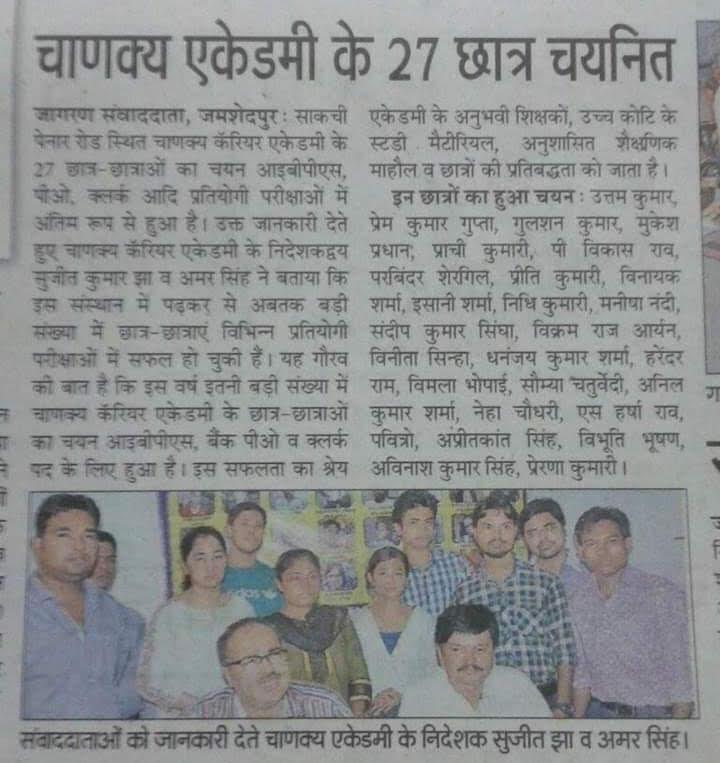 चाणक्य एकेडमी के 27 छात्र चयनित
जागरण संवाददाता, जमशेदपुर : साकची
पेनार रोड स्थित चाणक्य कॅरियर एकेडमी के
27 छात्र-छात्राओं का चयन आइबीपीएस,
पीओ, क्लर्क आदि प्रतियोगी परीक्षाओं में
अंतिम रूप से हुआ है। उक्त जानकारी देते
हुए चाणक्य कॅरियर एकेडमी के निदेशकद्वय
सुजीत कुमार झा व अमर सिंह ने बताया कि
इस संस्थान में पढ़कर से अबतक बड़ी
संख्या में छात्र-छात्राएं विभिन्न प्रतियोगी
परीक्षाओं में सफल हो चुकी हैं। यह गौरव
की बात है कि इस वर्ष इतनी बड़ी संख्या में
चाणक्य कॅरियर एकेडमी के छात्र-छात्राओं
का चयन आइबीपीएस, बैंक पीओ व क्लर्क
पद के लिए हुआ है। इस सफलता का श्रेय
एकेडमी के अनुभवी शिक्षकों, उच्च कोटि के
स्टडी मैटीरियल, अनुशासित शैक्षणिक
माहौल व छात्रों की प्रतिबद्धता को जाता है।
इन छात्रों का हुआ चयन : उत्तम कुमार,
प्रेम कुमार गुप्ता, गुलशन कुमार, मुकेश
प्रधान, प्राची कुमारी, पी विकास राव,
परबिंदर शेरगिल, प्रीति कुमारी, विनायक
शर्मा, इसानी शर्मा, निधि कुमारी, मनीषा नंदी,
संदीप कुमार सिंघा, विक्रम राज आर्यन,
विनीता सिन्हा, धनंजय कुमार शर्मा, हरेंदर
राम, विमला भोपाई, सौम्या चतुर्वेदी, अनिल
कुमार शर्मा, नेहा चौधरी, एस हर्षा राव,
पवित्रो, अप्रीतकांत सिंह, विभूति भूषण,
अविनाश कुमार सिंह, प्रेरणा कुमारी।
adidas
संवाददाताओं को जानकारी देते चाणक्य एकेडमी के निदेशक सुजीत झा व अमर सिंह।